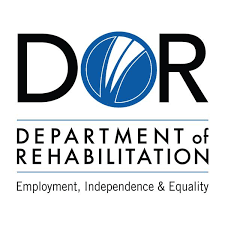 DOR
DEPARTMENT of
REHABILITATION
Employment, Independence & Equality